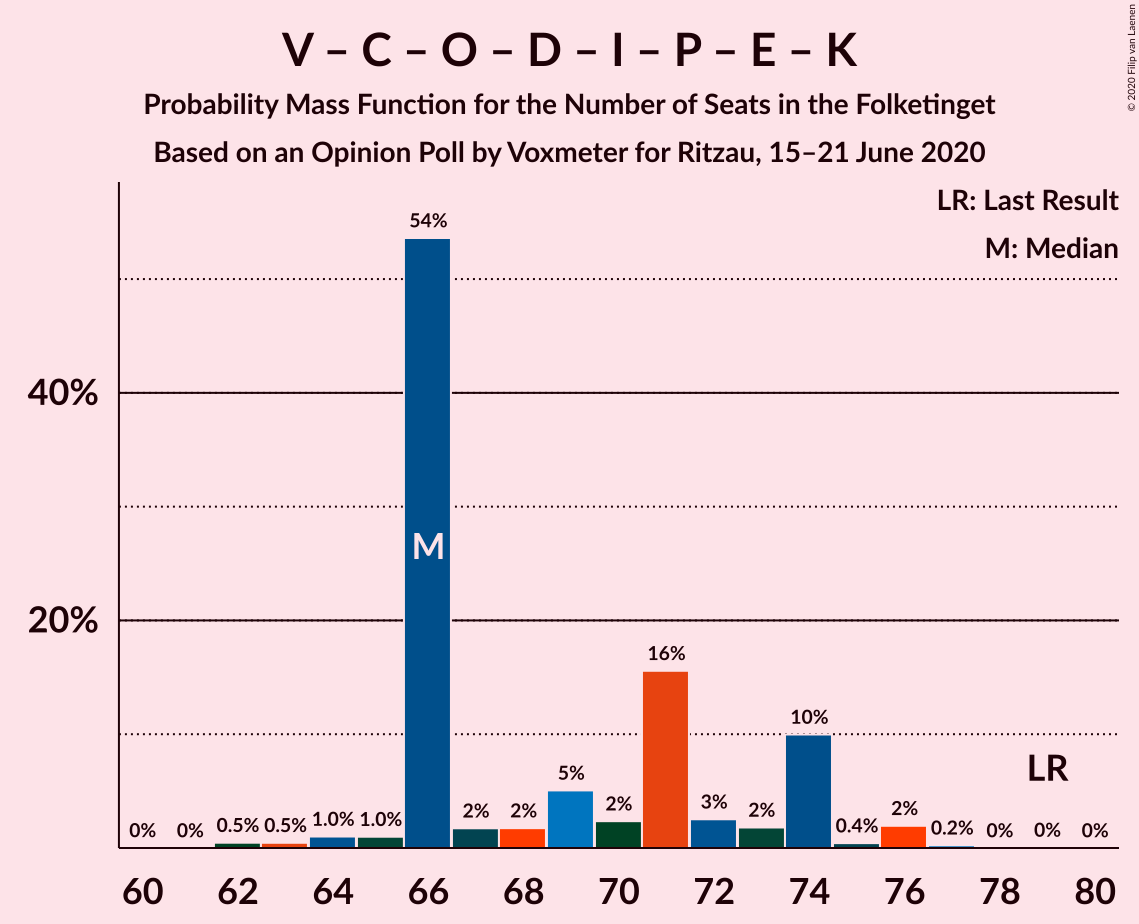 V – C – O – D – I – P – E – K
Probability Mass Function for the Number of Seats in the Folketinget
Based on an Opinion Poll by Voxmeter for Ritzau, 15–21 June 2020
© 2020 Filip van Laenen
LR: Last Result
M: Median
54%
40%
M
20%
16%
10%
LR
5%
0% 0% 0.5% 0.5% 1.0% 1.0% 2% 2% 2% 3% 2% 0.4% 2% 0.2% 0% 0% 0%
60 62 64 66 68 70 72 74 76 78 80